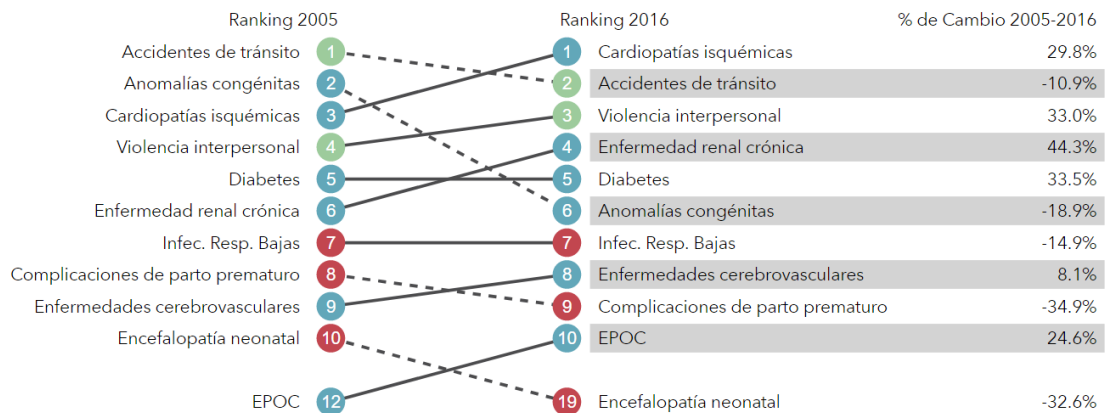 Ranking 2005 Ranking 2016 % de Cambio 2005-2016
Accidentes de tránsito 1 1 Cardiopatías isquémicas 29.8%
Anomalías congénitas 2 2 Accidentes de tránsito -10.9%
Cardiopatías isquémicas 3 3 Violencia interpersonal 33.0%
Violencia interpersonal 4 4 Enfermedad renal crónica 44.3%
Diabetes 5 5 Diabetes 33.5%
Enfermedad renal crónica 6 6 Anomalías congénitas -18.9%
Infec. Resp. Bajas 7 7 Infec. Resp. Bajas -14.9%
Complicaciones de parto prematuro 8 8 Enfermedades cerebrovasculares 8.1%
Enfermedades cerebrovasculares 9 9 Complicaciones de parto prematuro -34.9%
Encefalopatía neonatal 10 10 EPOC 24.6%
EPOC 12 19 Encefalopatía neonatal -32.6%